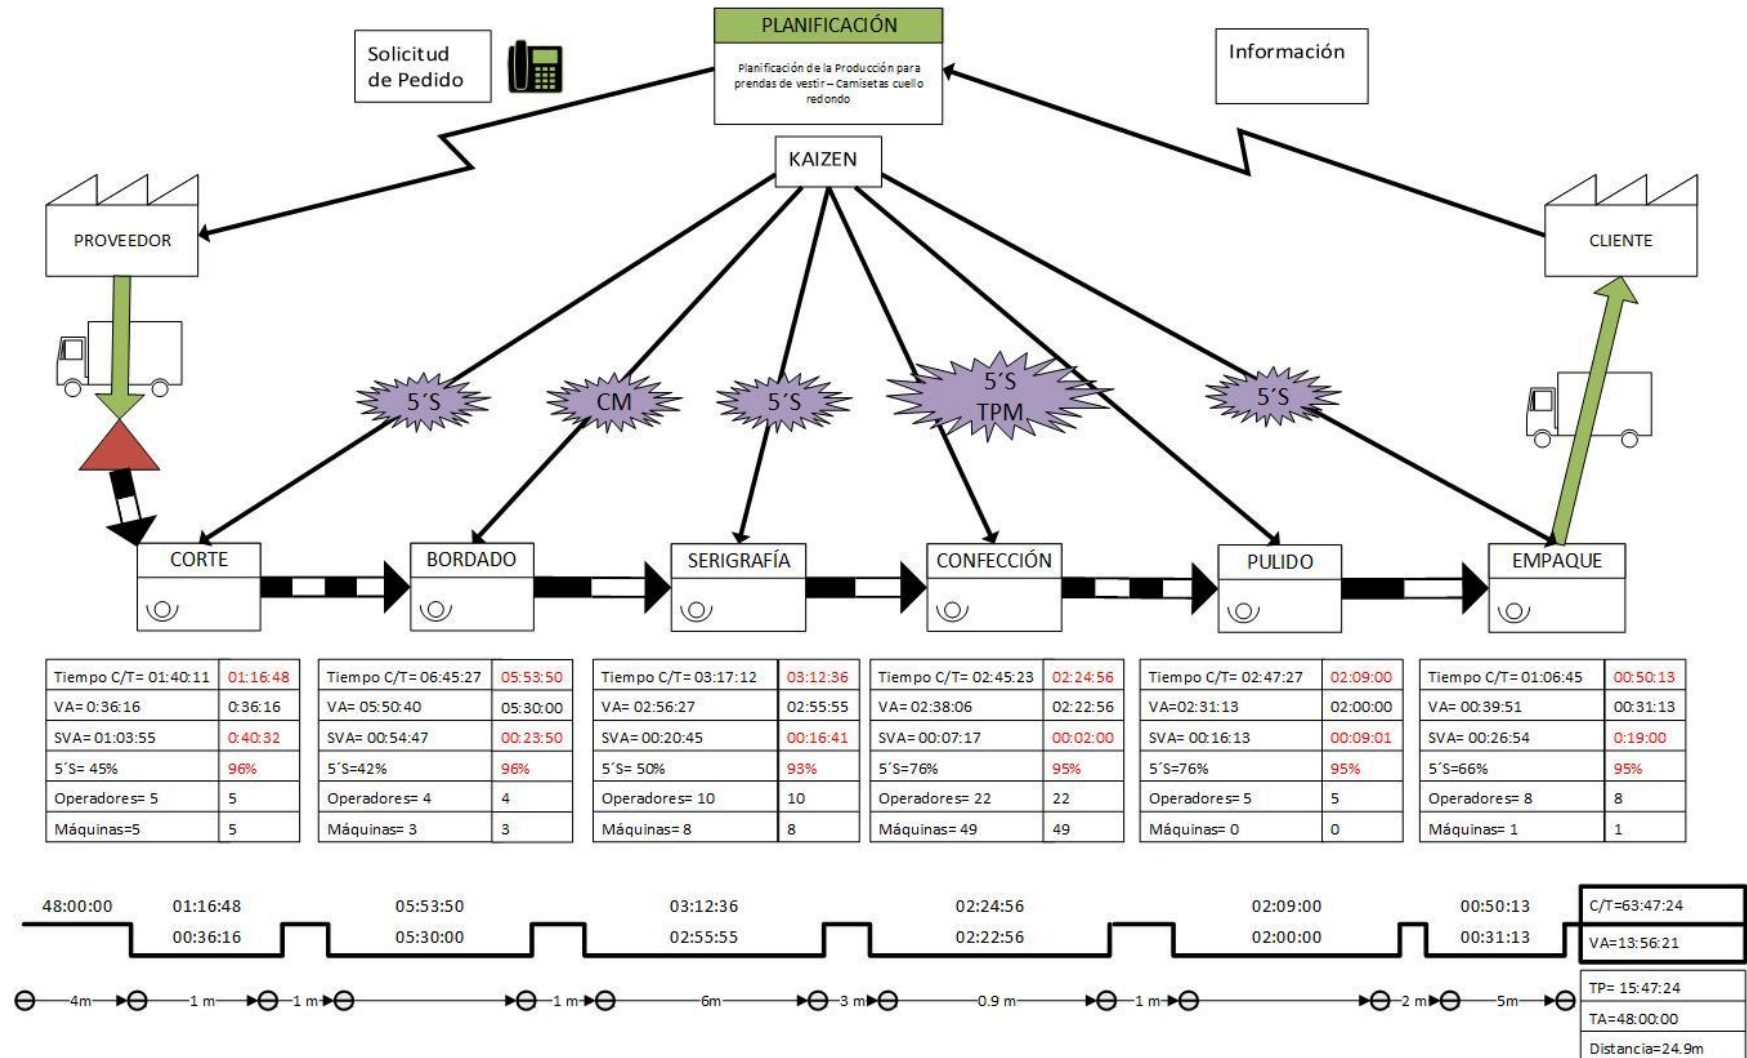 PLANIFICACIÓN
Planificación de la Producción para
prendas de vestir – Camisetas cuello
redondo
Solicitud
de Pedido
Información
KAIZEN
PROVEEDOR
CLIENTE
5´S
CM
5´S
5´S
TPM
5´S
CORTE
BORDADO
SERIGRAFÍA
CONFECCIÓN
PULIDO
EMPAQUE
Tiempo C/T= 01:40:11 01:16:48
VA= 0:36:16 0:36:16
SVA= 01:03:55 0:40:32
5´S= 45% 96%
Operadores= 5 5
Máquinas=5 5
Tiempo C/T= 06:45:27 05:53:50
VA= 05:50:40 05:30:00
SVA= 00:54:47 00:23:50
5´S=42% 96%
Operadores= 4 4
Máquinas= 3 3
Tiempo C/T= 03:17:12 03:12:36
VA= 02:56:27 02:55:55
SVA= 00:20:45 00:16:41
5´S= 50% 93%
Operadores= 10 10
Máquinas= 8 8
Tiempo C/T= 02:45:23 02:24:56
VA= 02:38:06 02:22:56
SVA= 00:07:17 00:02:00
5´S=76% 95%
Operadores= 22 22
Máquinas= 49 49
Tiempo C/T= 02:47:27 02:09:00
VA=02:31:13 02:00:00
SVA= 00:16:13 00:09:01
5´S=76% 95%
Operadores= 5 5
Máquinas= 0 0
Tiempo C/T= 01:06:45 00:50:13
VA= 00:39:51 00:31:13
SVA= 00:26:54 0:19:00
5´S=66% 95%
Operadores= 8 8
Máquinas= 1 1
48:00:00 01:16:48 05:53:50 03:12:36 02:24:56 02:09:00 00:50:13 C/T=63:47:24
00:36:16 05:30:00 02:55:55 02:22:56 02:00:00 00:31:13 VA=13:56:21
4m 1 m 1 m 1 m 6m 3 m 0.9 m 1 m 2 m 5m
TP= 15:47:24
TA=48:00:00
Distancia=24.9m